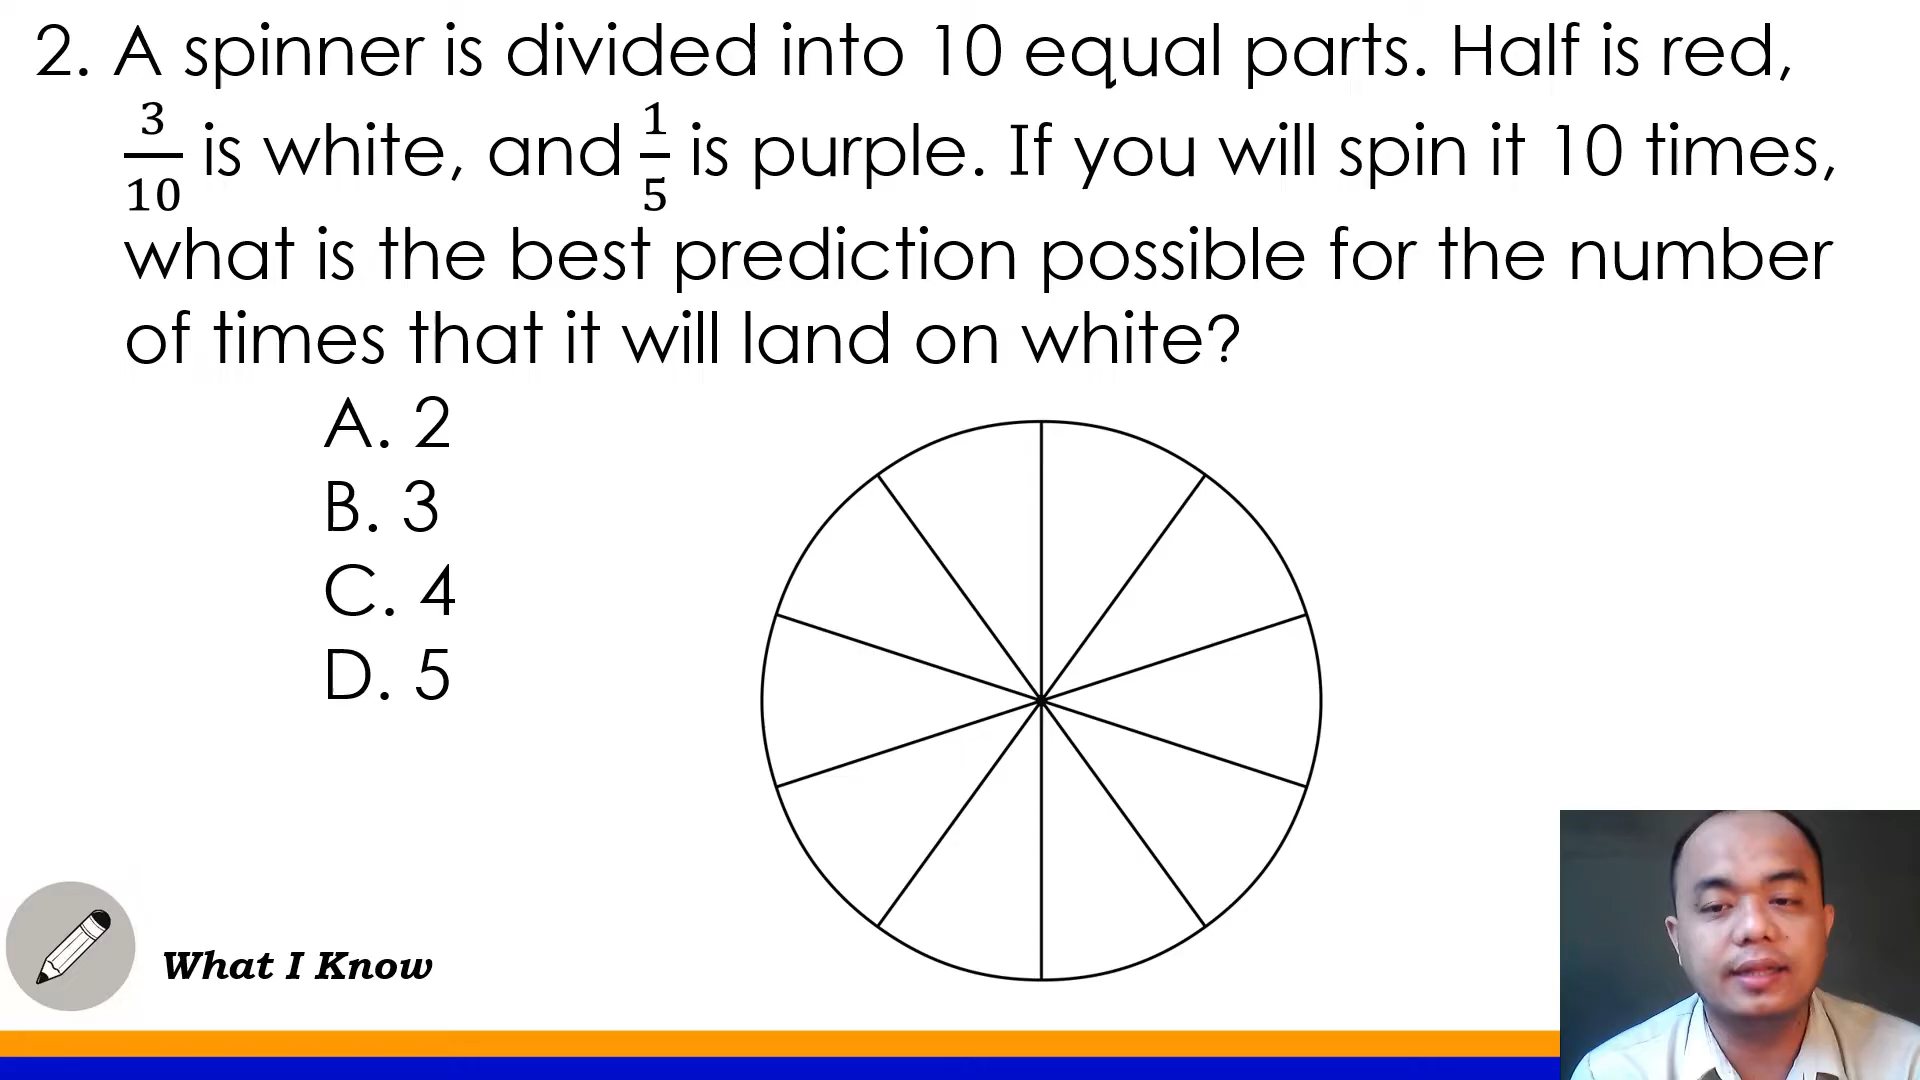 2. A spinner is divided into 10 equal parts. Half is red,
3/10 is white, and 1/5 is purple. If you will spin it 10 times,
what is the best prediction possible for the number
of times that it will land on white?
A. 2
B. 3
C. 4
D. 5
What I Know